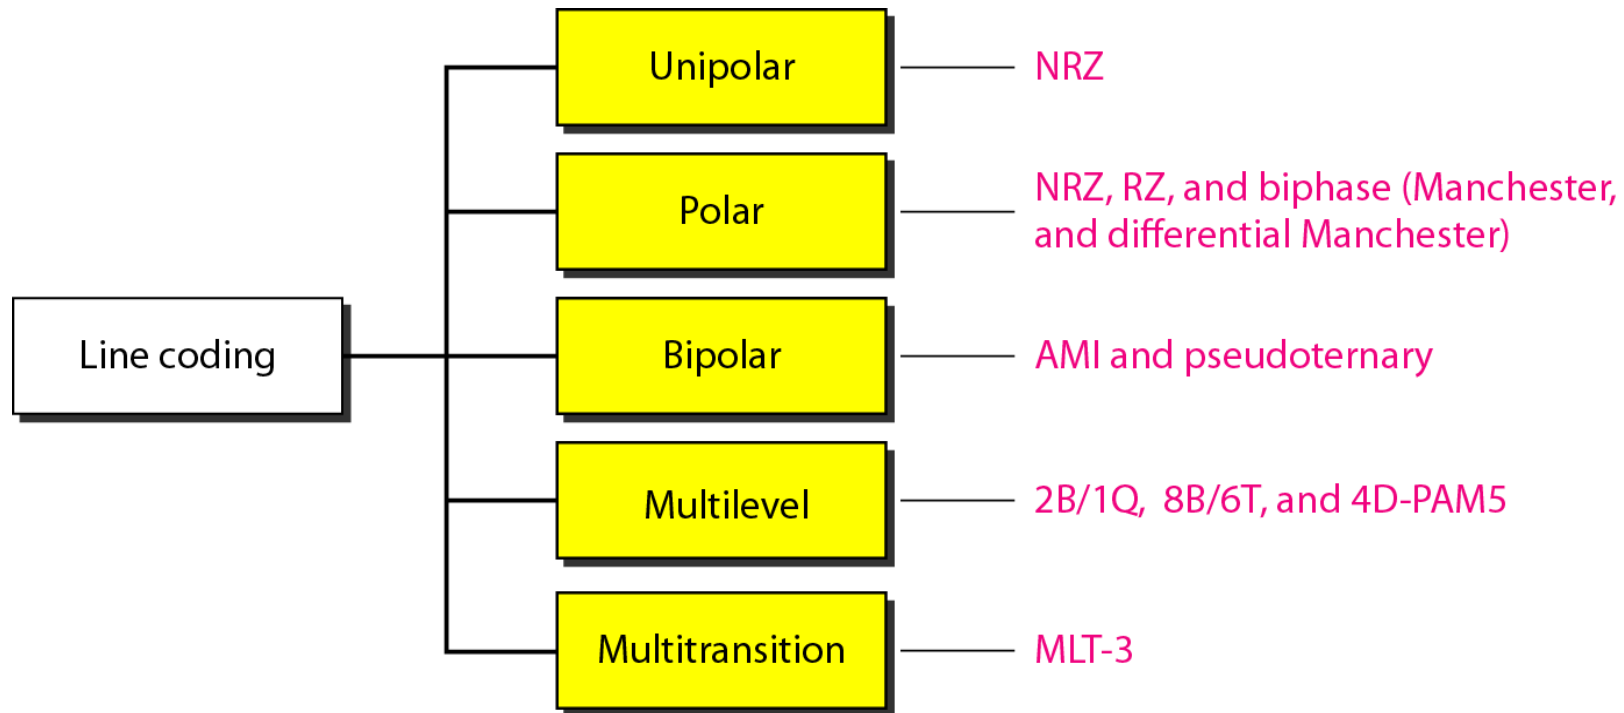 Unipolar
NRZ
Polar
NRZ, RZ, and biphase (Manchester,
and differential Manchester)
Line coding
Bipolar
AMI and pseudoternary
Multilevel
2B/1Q, 8B/6T, and 4D-PAM5
Multitransition
MLT-3